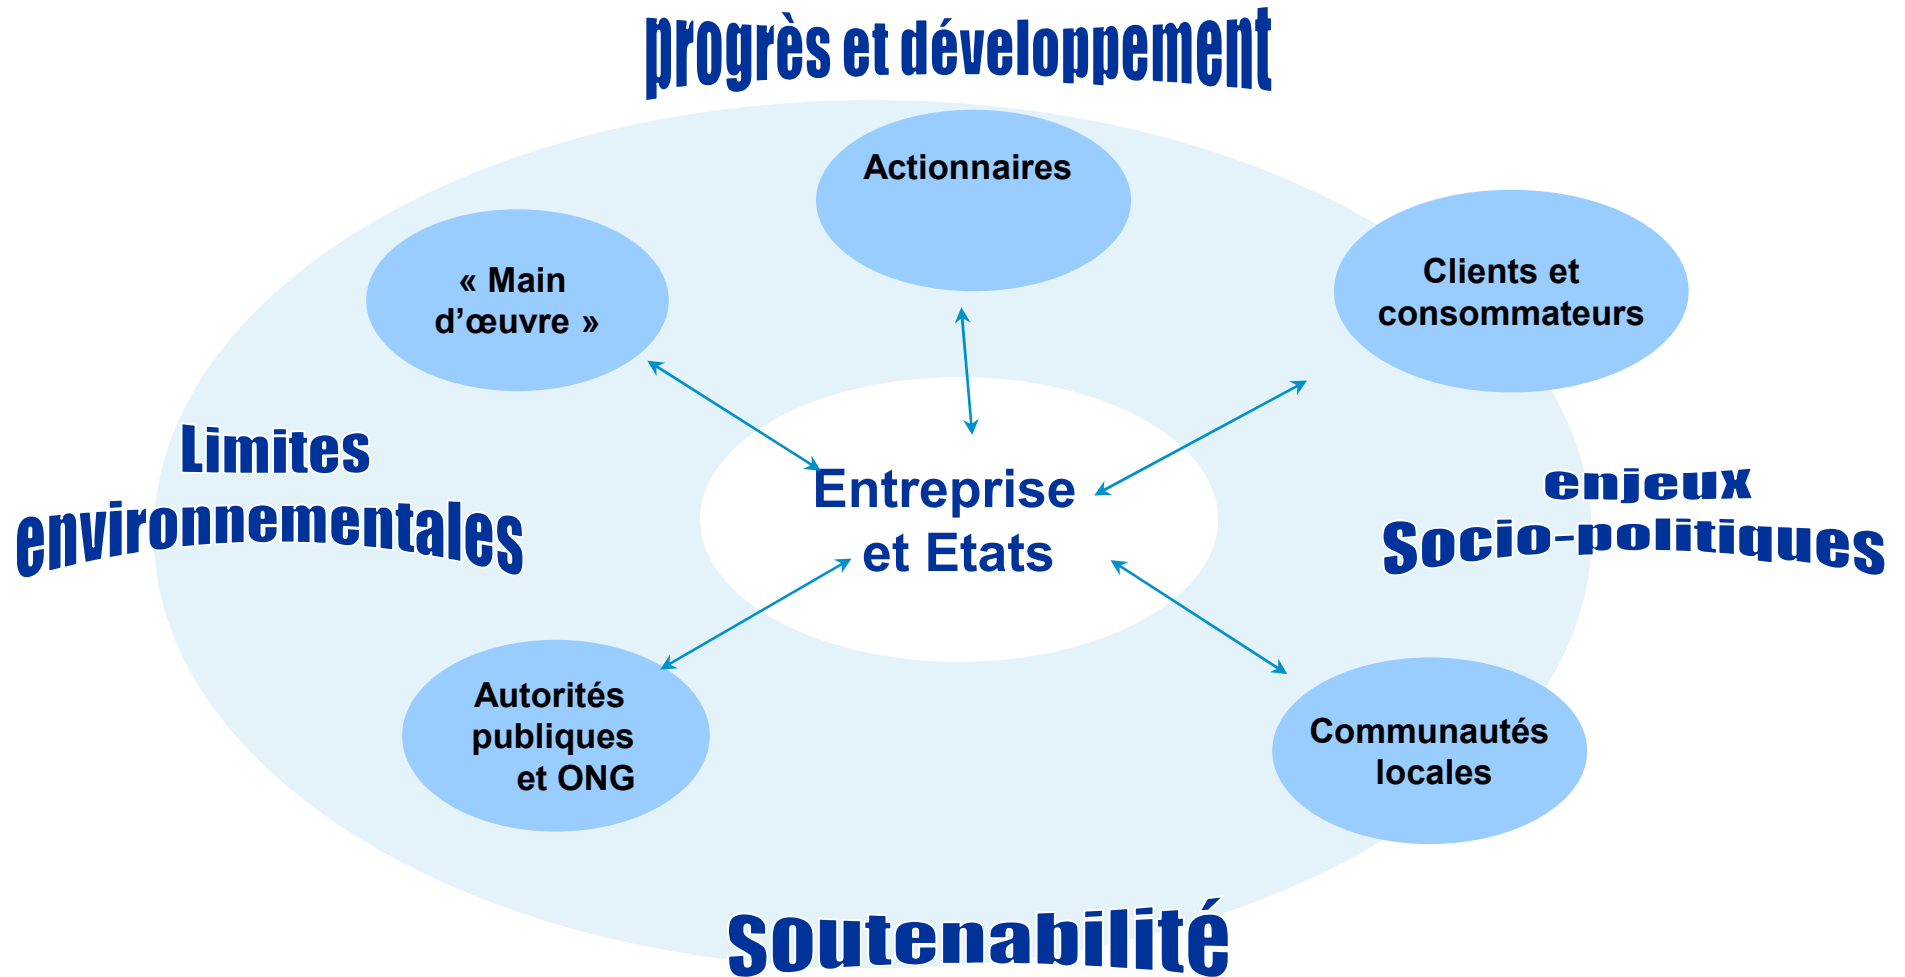 progrès et développement
Actionnaires
« Main
d’œuvre »
Clients et
consommateurs
Limites
environnementales
Entreprise
et Etats
enjeux
Socio-politiques
Autorités
publiques
et ONG
Communautés
locales
Soutenabilité